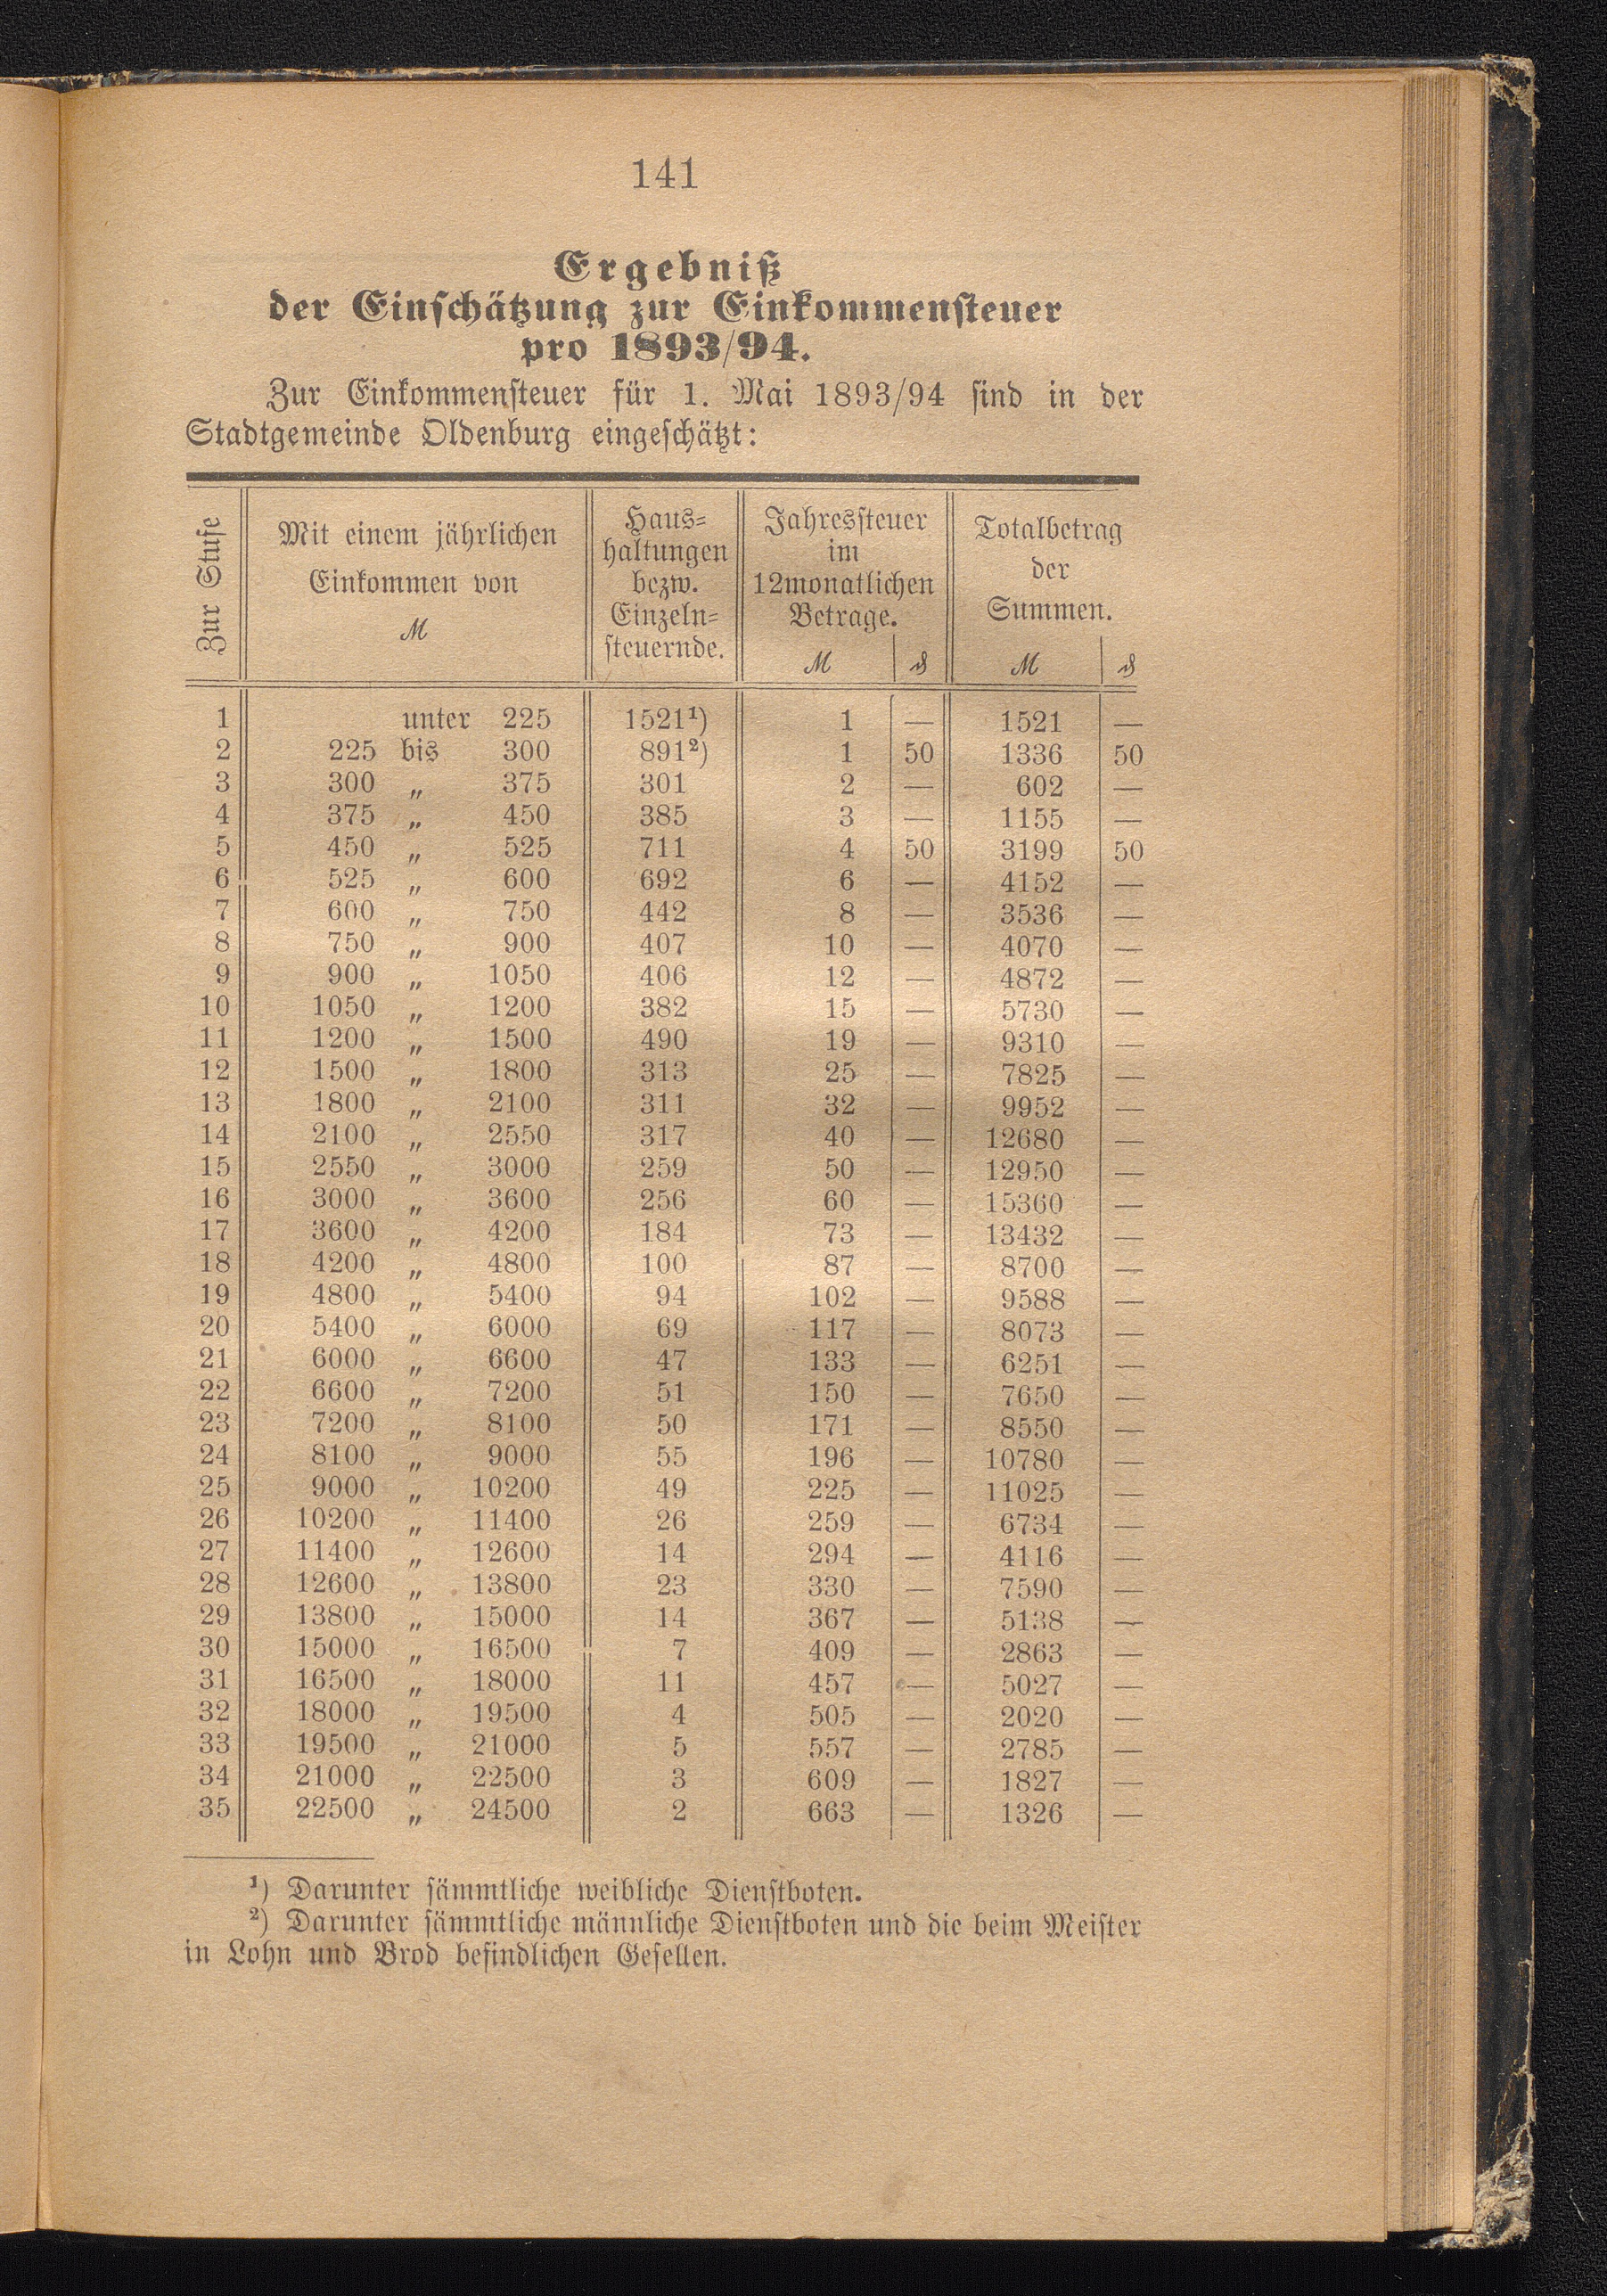 141
Ergebniß
der Einschätzung zur Einkommensteuer
pro 1893/94.
Zur Einkommensteuer für 1. Mai 1893/94 sind in der
Stadtgemeinde Oldenburg eingeschätzt:
Zur Stufe
Mit einem jährlichen
Einkommen von
ℳ
Haus-
haltungen
bezw.
Einzeln-
steuernde.
Jahressteuer
im
12monatlichen
Betrage.
ℳ ₰
Totalbetrag
der
Summen.
ℳ ₰
1 unter 225 1521¹) 1 — 1521 —
2 225 bis 300 891²) 1 50 1336 50
3 300 „ 375 301 2 — 602 —
4 375 „ 450 385 3 — 1155 —
5 450 „ 525 711 4 50 3199 50
6 525 „ 600 692 6 — 4152 —
7 600 „ 750 442 8 — 3536 —
8 750 „ 900 407 10 — 4070 —
9 900 „ 1050 406 12 — 4872 —
10 1050 „ 1200 382 15 — 5730 —
11 1200 „ 1500 490 19 — 9310 —
12 1500 „ 1800 313 25 — 7825 —
13 1800 „ 2100 311 32 — 9952 —
14 2100 „ 2550 317 40 — 12680 —
15 2550 „ 3000 259 50 — 12950 —
16 3000 „ 3600 256 60 — 15360 —
17 3600 „ 4200 184 73 — 13432 —
18 4200 „ 4800 100 87 — 8700 —
19 4800 „ 5400 94 102 — 9588 —
20 5400 „ 6000 69 117 — 8073 —
21 6000 „ 6600 47 133 — 6251 —
22 6600 „ 7200 51 150 — 7650 —
23 7200 „ 8100 50 171 — 8550 —
24 8100 „ 9000 55 196 — 10780 —
25 9000 „ 10200 49 225 — 11025 —
26 10200 „ 11400 26 259 — 6734 —
27 11400 „ 12600 14 294 — 4116 —
28 12600 „ 13800 23 330 — 7590 —
29 13800 „ 15000 14 367 — 5138 —
30 15000 „ 16500 7 409 — 2863 —
31 16500 „ 18000 11 457 — 5027 —
32 18000 „ 19500 4 505 — 2020 —
33 19500 „ 21000 5 557 — 2785 —
34 21000 „ 22500 3 609 — 1827 —
35 22500 „ 24500 2 663 — 1326 —
¹) Darunter sämmtliche weibliche Dienstboten.
²) Darunter sämmtliche männliche Dienstboten und die beim Meister
in Lohn und Brod befindlichen Gesellen.